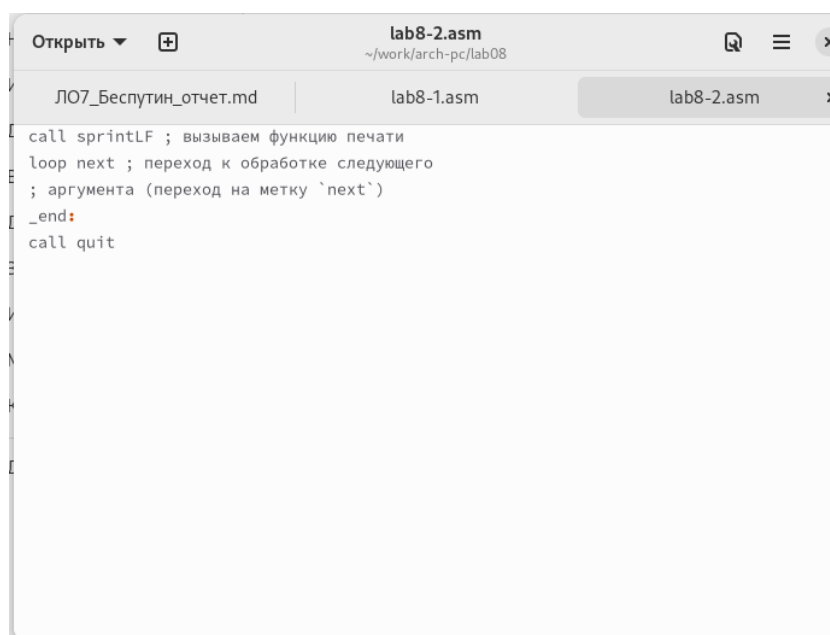 Открыть
lab8-2.asm
~/work/arch-pc/lab08
ЛО7_Беспутин_отчет.md
lab8-1.asm
lab8-2.asm
call sprintLF ; вызываем функцию печати
loop next ; переход к обработке следующего
; аргумента (переход на метку `next`)
_end:
call quit